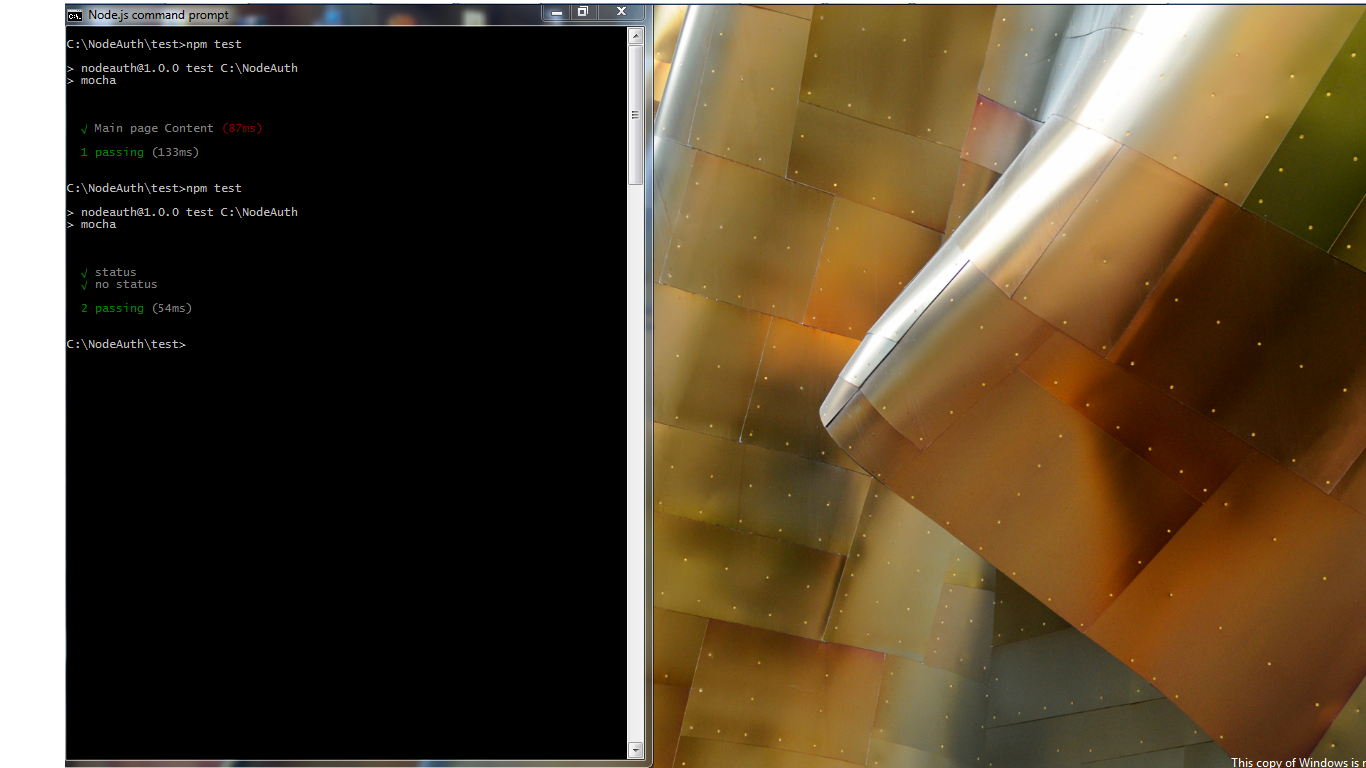 Node.js command prompt
C:\NodeAuth\test>npm test
> nodeauth@1.0.0 test C:\NodeAuth
> mocha
√ Main page Content (87ms)
1 passing (133ms)
C:\NodeAuth\test>npm test
> nodeauth@1.0.0 test C:\NodeAuth
> mocha
√ status
√ no status
2 passing (54ms)
C:\NodeAuth\test>
This copy of Windows is